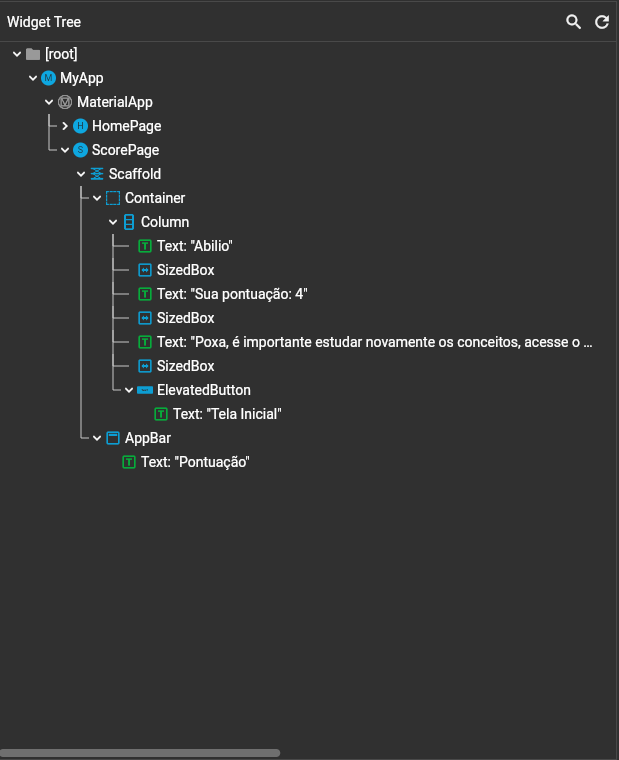 Widget Tree
[root]
M MyApp
MaterialApp
H HomePage
S ScorePage
Scaffold
Container
Column
T Text: "Abilio"
SizedBox
T Text: "Sua pontuação: 4"
SizedBox
T Text: "Poxa, é importante estudar novamente os conceitos, acesse o ...
SizedBox
ElevatedButton
T Text: "Tela Inicial"
AppBar
T Text: "Pontuação"